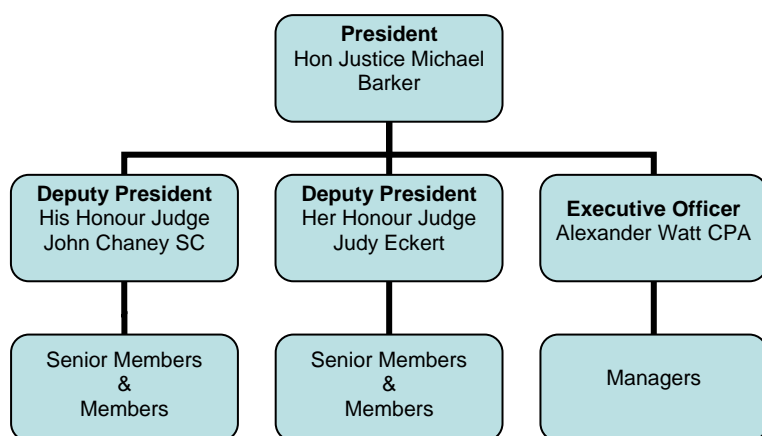 President
Hon Justice Michael
Barker
Deputy President
His Honour Judge
John Chaney SC
Deputy President
Her Honour Judge
Judy Eckert
Executive Officer
Alexander Watt CPA
Senior Members
&
Members
Senior Members
&
Members
Managers